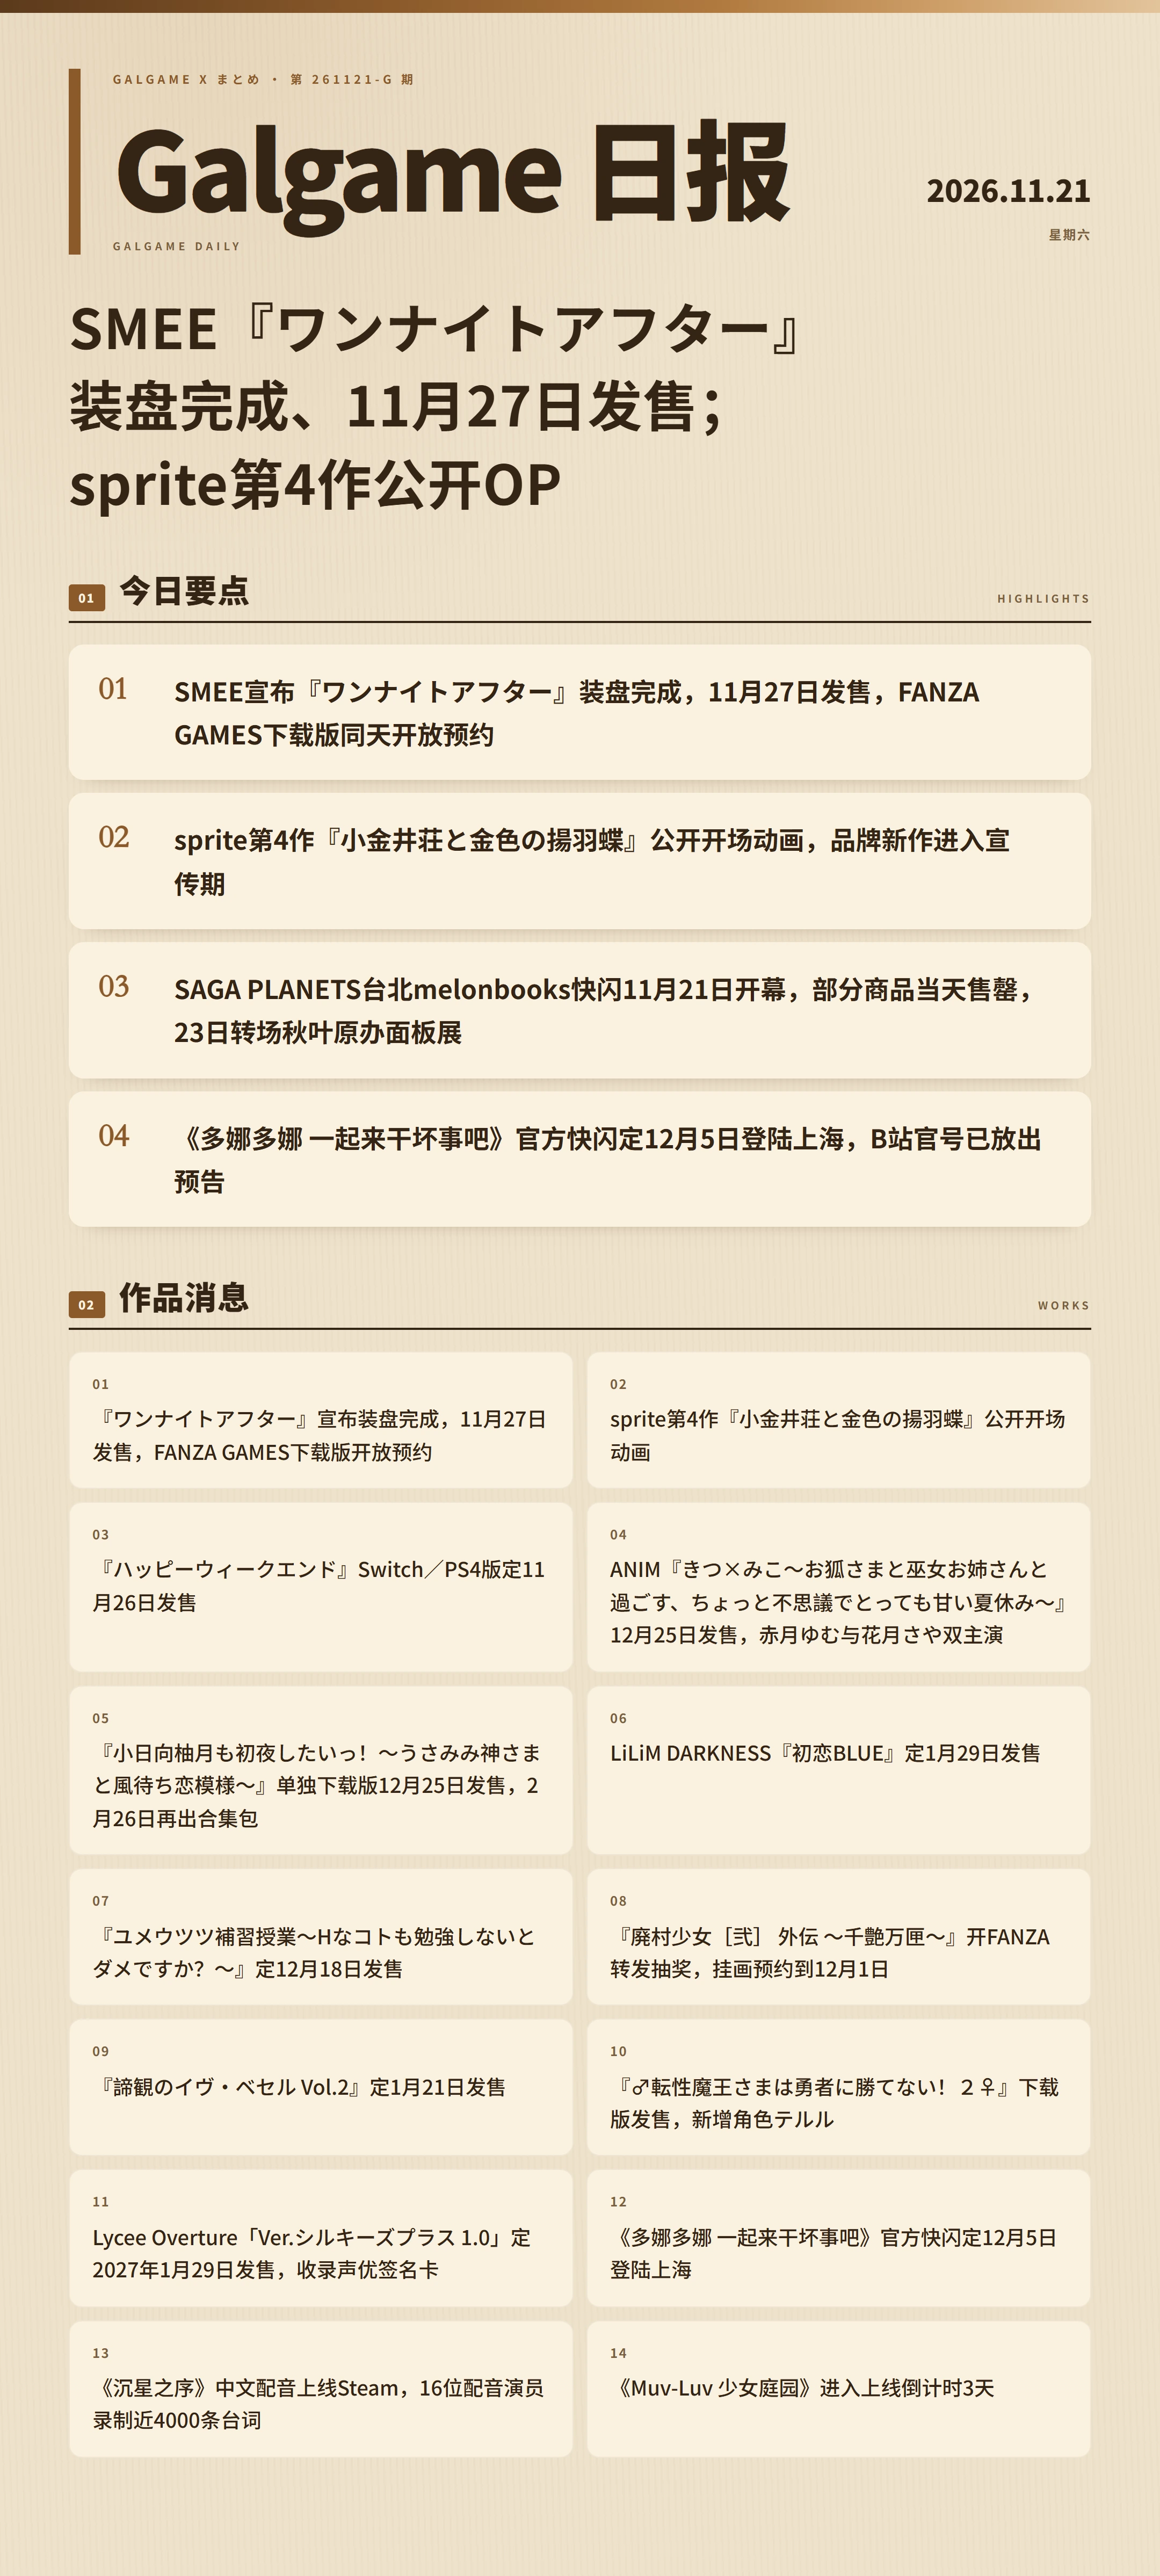 GALGAME X まとめ ・ 第 261121-G 期
Galgame 日报
GALGAME DAILY
2026.11.21
星期六
SMEE『ワンナイトアフター』
装盘完成、11月27日发售；
sprite第4作公开OP
01 今日要点
HIGHLIGHTS
01
SMEE宣布『ワンナイトアフター』装盘完成，11月27日发售，FANZA
GAMES下载版同天开放预约
02
sprite第4作『小金井荘と金色の揚羽蝶』公开开场动画，品牌新作进入宣
传期
03
SAGA PLANETS台北melonbooks快闪11月21日开幕，部分商品当天售罄，
23日转场秋叶原办面板展
04
《多娜多娜 一起来干坏事吧》官方快闪定12月5日登陆上海，B站官号已放出
预告
02 作品消息
WORKS
01
『ワンナイトアフター』宣布装盘完成，11月27日
发售，FANZA GAMES下载版开放预约
02
sprite第4作『小金井荘と金色の揚羽蝶』公开开场
动画
03
『ハッピーウィークエンド』Switch／PS4版定11
月26日发售
04
ANIM『きつ×みこ～お狐さまと巫女お姉さんと
過ごす、ちょっと不思議でとっても甘い夏休み～』
12月25日发售，赤月ゆむ与花月さや双主演
05
『小日向柚月も初夜したいっ！～うさみみ神さま
と風待ち恋模様～』单独下载版12月25日发售，2
月26日再出合集包
06
LiLiM DARKNESS『初恋BLUE』定1月29日发售
07
『ユメウツツ補習授業～Hなコトも勉強しないと
ダメですか？～』定12月18日发售
08
『廃村少女［弐］ 外伝 ～千艶万匣～』开FANZA
转发抽奖，挂画预约到12月1日
09
『諦観のイヴ・ベセル Vol.2』定1月21日发售
10
『♂転性魔王さまは勇者に勝てない！２♀』下载
版发售，新增角色テルル
11
Lycee Overture「Ver.シルキーズプラス 1.0」定
2027年1月29日发售，收录声优签名卡
12
《多娜多娜 一起来干坏事吧》官方快闪定12月5日
登陆上海
13
《沉星之序》中文配音上线Steam，16位配音演员
录制近4000条台词
14
《Muv-Luv 少女庭园》进入上线倒计时3天